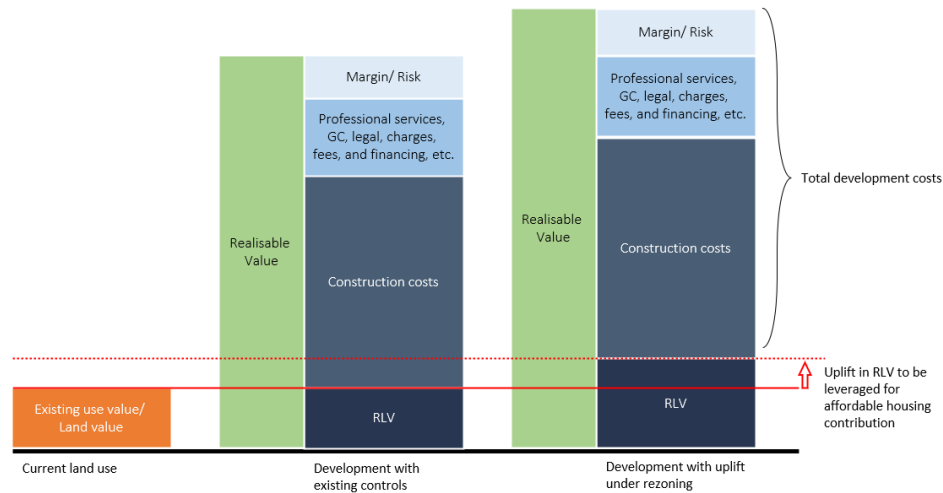 Margin/ Risk
Margin/ Risk
Professional services,
GC, legal, charges,
fees, and financing, etc.
Professional services,
GC, legal, charges,
fees, and financing, etc.
Total development costs
Realisable
Value
Realisable
Value
Construction costs
Construction costs
Uplift in RLV to be
leveraged for
affordable housing
contribution
Existing use value/
Land value
RLV
RLV
Current land use
Development with
existing controls
Development with uplift
under rezoning